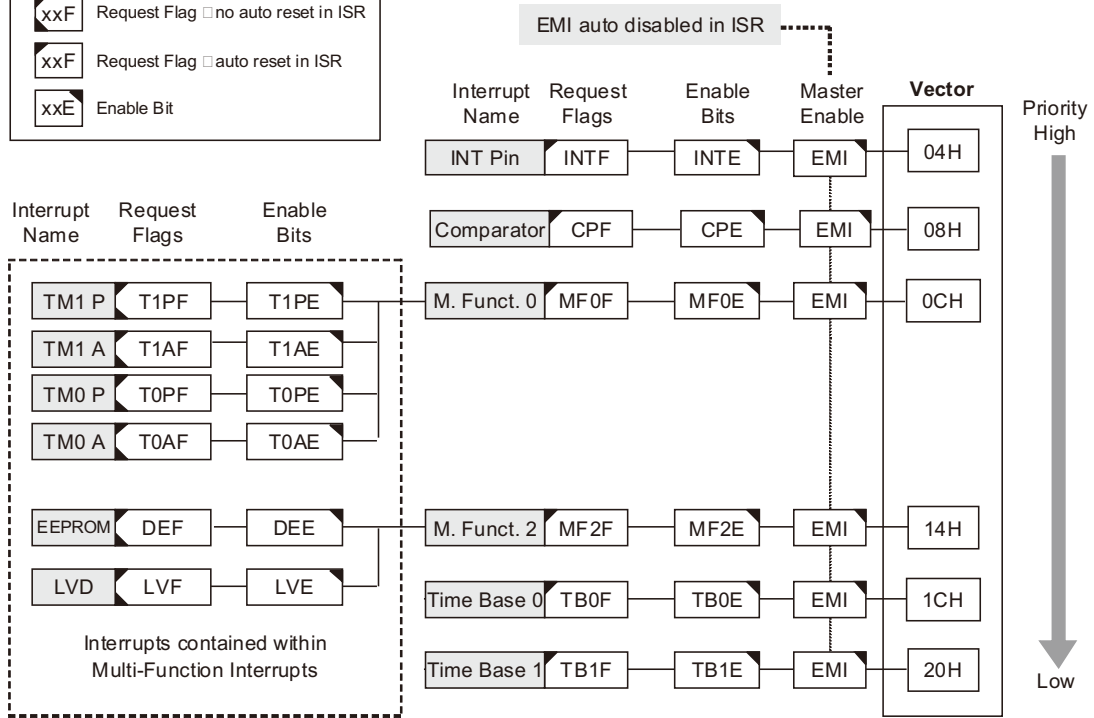 xxF Request Flag □ no auto reset in ISR
xxF Request Flag □ auto reset in ISR
xxE Enable Bit
EMI auto disabled in ISR
Interrupt Name Request Flags Enable Bits Master Enable Vector
Priority High
INT Pin INTF INTE EMI 04H
Comparator CPF CPE EMI 08H
Interrupt Name Request Flags Enable Bits
TM1 P T1PF T1PE M. Funct. 0 MF0F MF0E EMI 0CH
TM1 A T1AF T1AE
TM0 P T0PF T0PE
TM0 A T0AF T0AE
EEPROM DEF DEE M. Funct. 2 MF2F MF2E EMI 14H
LVD LVF LVE Time Base 0 TB0F TB0E EMI 1CH
Interrupts contained within
Multi-Function Interrupts
Time Base 1 TB1F TB1E EMI 20H
Low